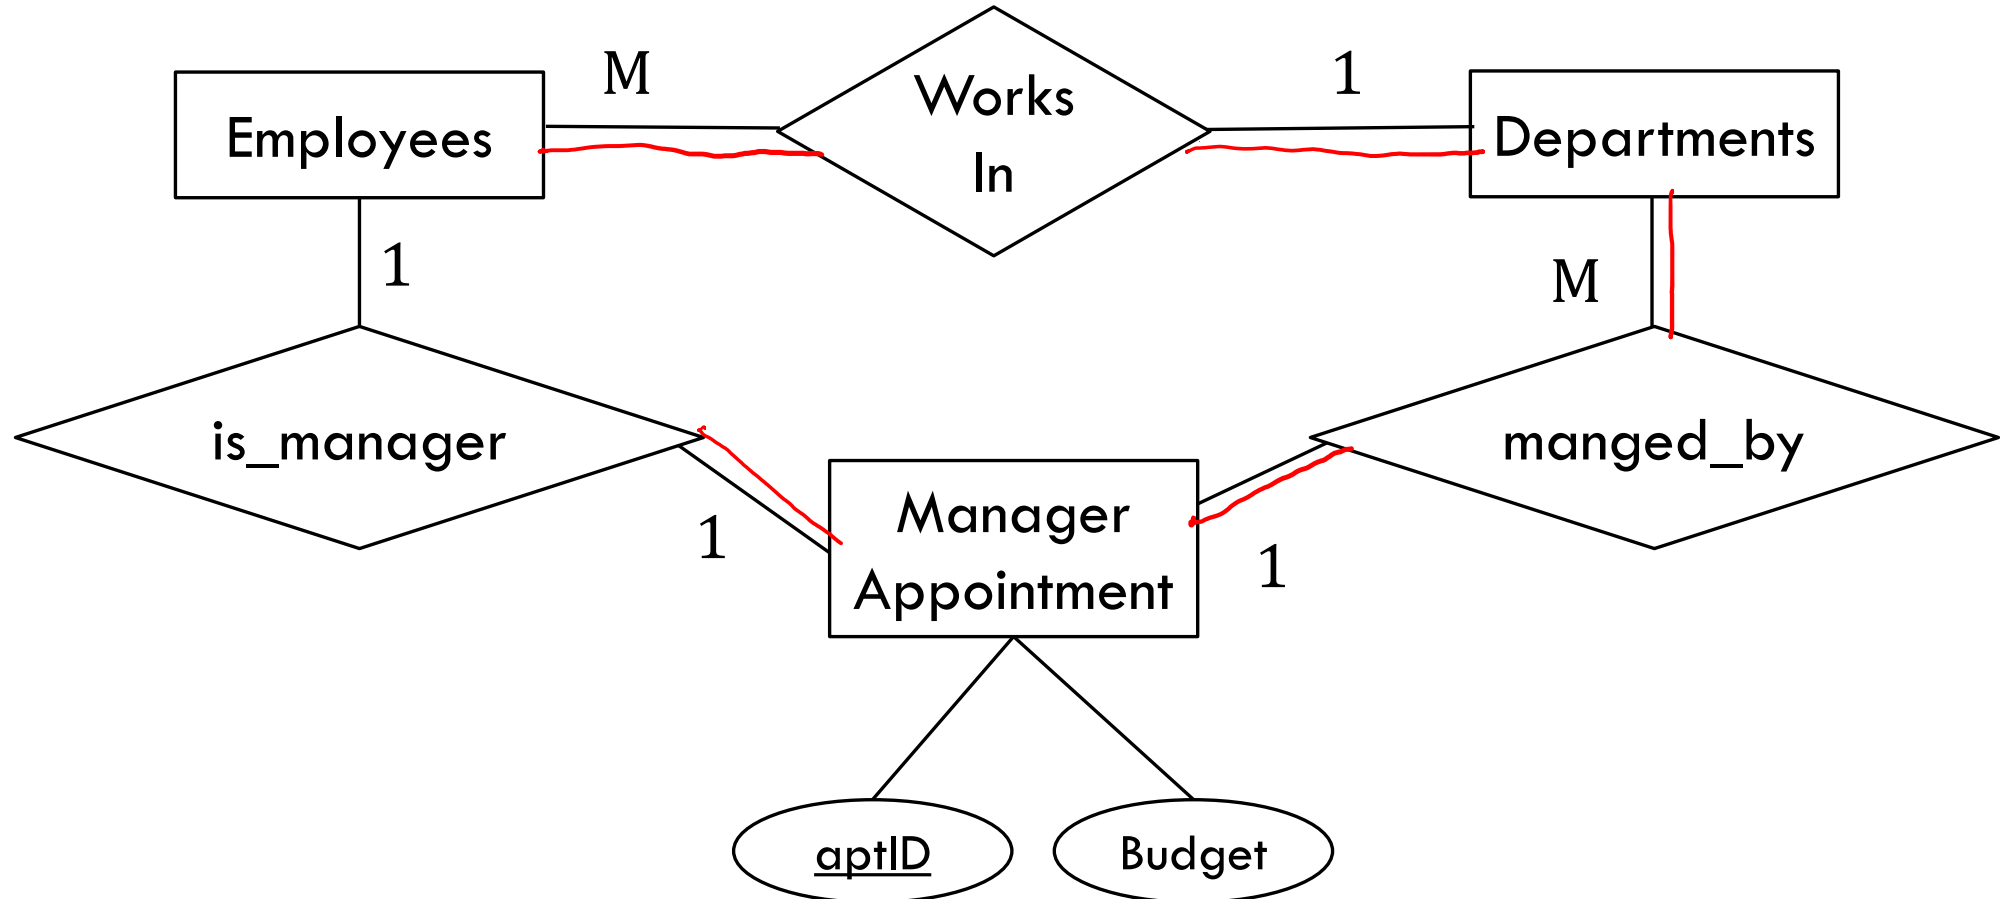 M
1
Employees
Works
In
Departments
1
M
is_manager
manged_by
Manager
Appointment
1
1
aptID
Budget